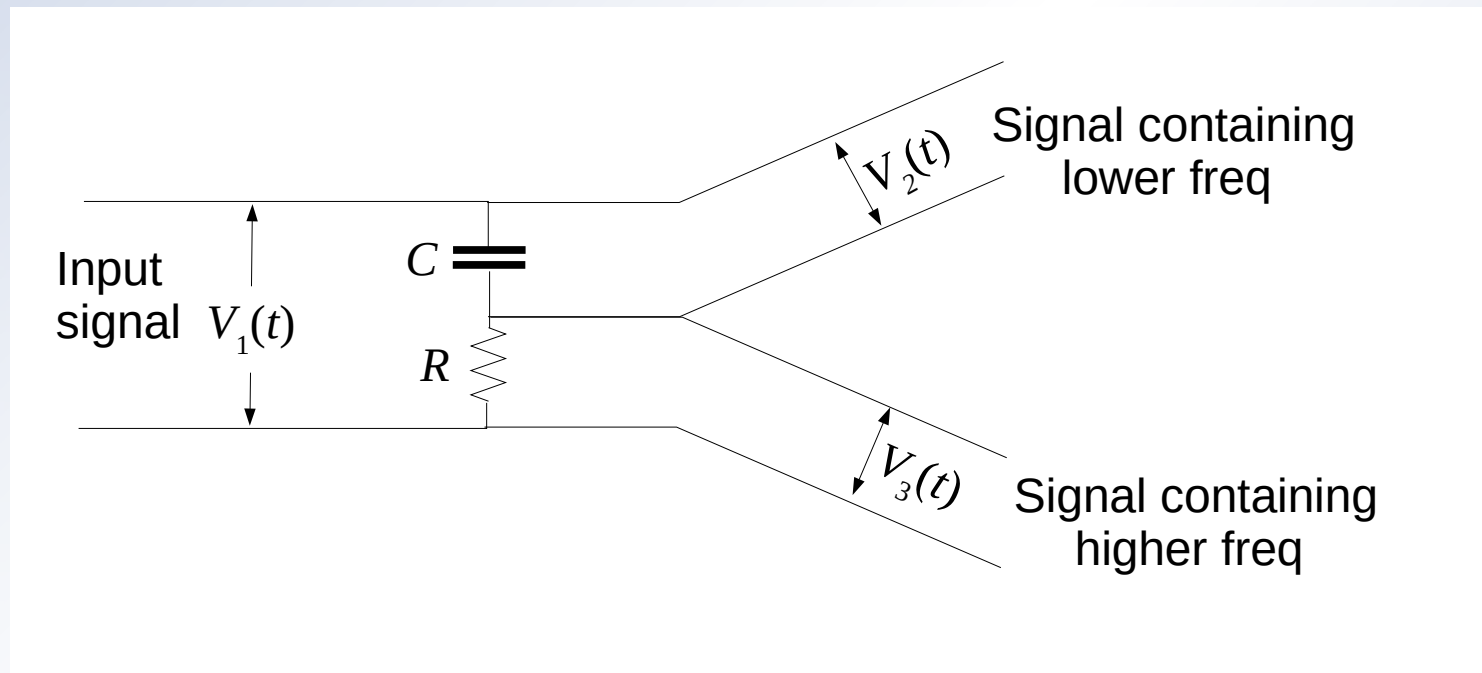 Signal containing
lower freq
V2(t)
C
Input
signal V1(t)
R
V3(t)
Signal containing
higher freq